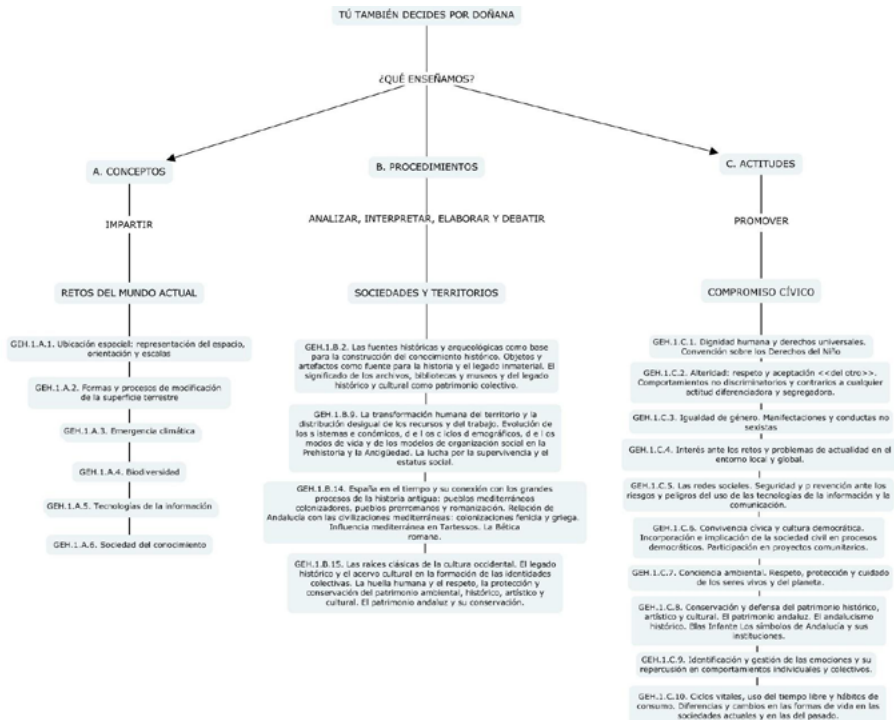 TÚ TAMBIÉN DECIDES POR DOÑANA
¿QUÉ ENSEÑAMOS?
A. CONCEPTOS
IMPARTIR
RETOS DEL MUNDO ACTUAL
GEH.1.A.1. Ubicación especial: representación del espacio,
orientación y escalas
GEH.1.A.2. Formas y procesos de modificación
de la superficie terrestre
GEH.1.A.3. Emergencia climática
GEH.1.A.4. Biodiversidad
GEH.1.A.5. Tecnologías de la información
GEH.1.A.6. Sociedad del conocimiento
B. PROCEDIMIENTOS
ANALIZAR, INTERPRETAR, ELABORAR Y DEBATIR
SOCIEDADES Y TERRITORIOS
GEH.1.B.2. Las fuentes históricas y arqueológicas como base
para la construcción del conocimiento histórico. Objetos y
artefactos como fuente para la historia y el legado inmaterial. El
significado de los archivos, bibliotecas y museos y del legado
histórico y cultural como patrimonio colectivo.
GEH.1.B.9. La transformación humana del territorio y la
distribución desigual de los recursos y del trabajo. Evolución de
los s istemas e conómicos, d e l os c iclos d emográficos, d e l os
modos de vida y de los modelos de organización social en la
Prehistoria y la Antigüedad. La lucha por la supervivencia y el
estatus social.
GEH.1.B.14. España en el tiempo y su conexión con los grandes
procesos de la historia antigua: pueblos mediterráneos
colonizadores, pueblos prerromanos y romanización. Relación de
Andalucía con las civilizaciones mediterráneas: colonizaciones fenicia y griega.
Influencia mediterránea en Tartessos. La Bética
romana.
GEH.1.B.15. Las raíces clásicas de la cultura occidental. El legado
histórico y el acervo cultural en la formación de las identidades
colectivas. La huella humana y el respeto, la protección y
conservación del patrimonio ambiental, histórico, artístico y
cultural. El patrimonio andaluz y su conservación.
C. ACTITUDES
PROMOVER
COMPROMISO CÍVICO
GEH.1.C.1. Dignidad humana y derechos universales.
Convención sobre los Derechos del Niño
GEH.1.C.2. Alteridad: respeto y aceptación <<del otro>>.
Comportamientos no discriminatorios y contrarios a cualquier
actitud diferenciadora y segregadora.
GEH.1.C.3. Igualdad de género. Manifestaciones y conductas no
sexistas
GEH.1.C.4. Interés ante los retos y problemas de actualidad en el
entorno local y global.
GEH.1.C.5. Las redes sociales. Seguridad y p revención ante los
riesgos y peligros del uso de las tecnologías de la información y la
comunicación.
GEH.1.C.6. Convivencia cívica y cultura democrática.
Incorporación e implicación de la sociedad civil en procesos
democráticos. Participación en proyectos comunitarios.
GEH.1.C.7. Conciencia ambiental. Respeto, protección y cuidado
de los seres vivos y del planeta.
GEH.1.C.8. Conservación y defensa del patrimonio histórico,
artístico y cultural. El patrimonio andaluz. El andalucismo
histórico. Blas Infante Los símbolos de Andalucía y sus
instituciones.
GEH.1.C.9. Identificación y gestión de las emociones y su
repercusión en comportamientos individuales y colectivos.
GEH.1.C.10. Ciclos vitales, uso del tiempo libre y hábitos de
consumo. Diferencias y cambios en las formas de vida en las
sociedades actuales y en las del pasado.